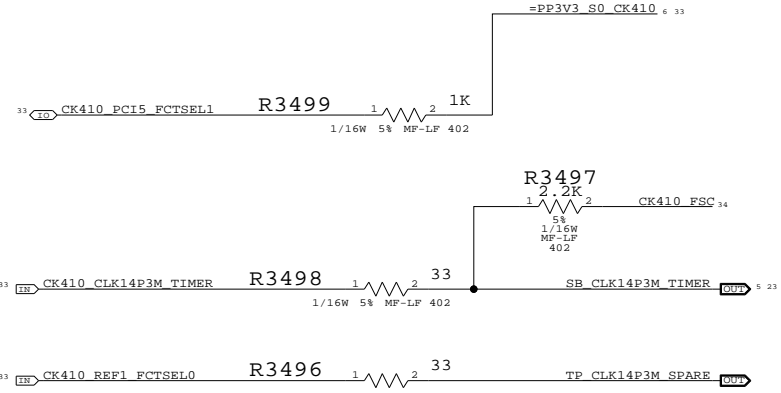 =PP3V3_S0_CK410 6 33
33 IO CK410_PCI5_FCTSEL1 R3499 1 2 1K
1/16W 5% MF-LF 402
R3497
2.2K
1 2 CK410_FSC 34
5%
1/16W
MF-LF
402
33 IN CK410_CLK14P3M_TIMER R3498 1 2 33 SB_CLK14P3M_TIMER OUT 5 23
1/16W 5% MF-LF 402
33 IN CK410_REF1_FCTSEL0 R3496 1 2 33 TP_CLK14P3M_SPARE OUT